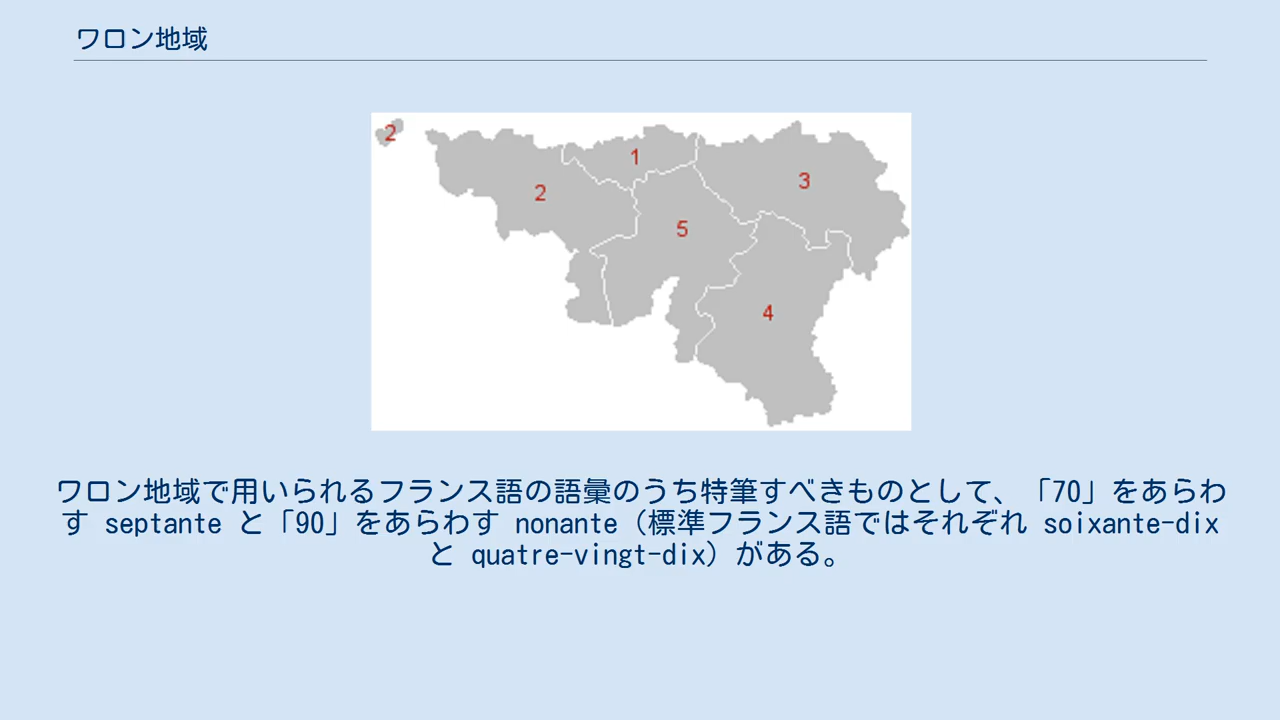 ワロン地域
2
1
3
2
5
4
ワロン地域で用いられるフランス語の語彙のうち特筆すべきものとして、「70」をあらわ
す septante と「90」をあらわす nonante（標準フランス語ではそれぞれ soixante-dix
と quatre-vingt-dix）がある。